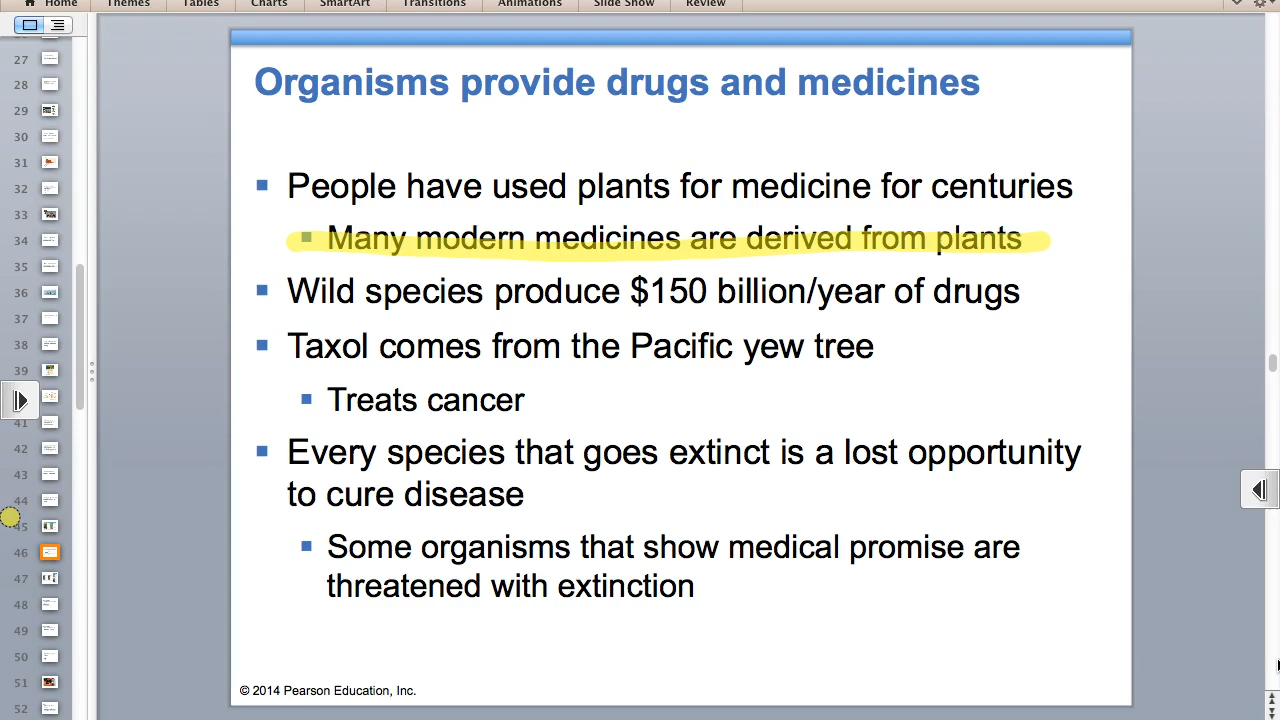 Home Themes Tables Charts SmartArt Transitions Animations Slide Show Review
27
28
29
30
31
32
33
34
35
36
37
38
39
41
42
43
44
45
46
47
48
49
50
51
52
Organisms provide drugs and medicines
People have used plants for medicine for centuries
Many modern medicines are derived from plants
Wild species produce $150 billion/year of drugs
Taxol comes from the Pacific yew tree
Treats cancer
Every species that goes extinct is a lost opportunity
to cure disease
Some organisms that show medical promise are
threatened with extinction
© 2014 Pearson Education, Inc.